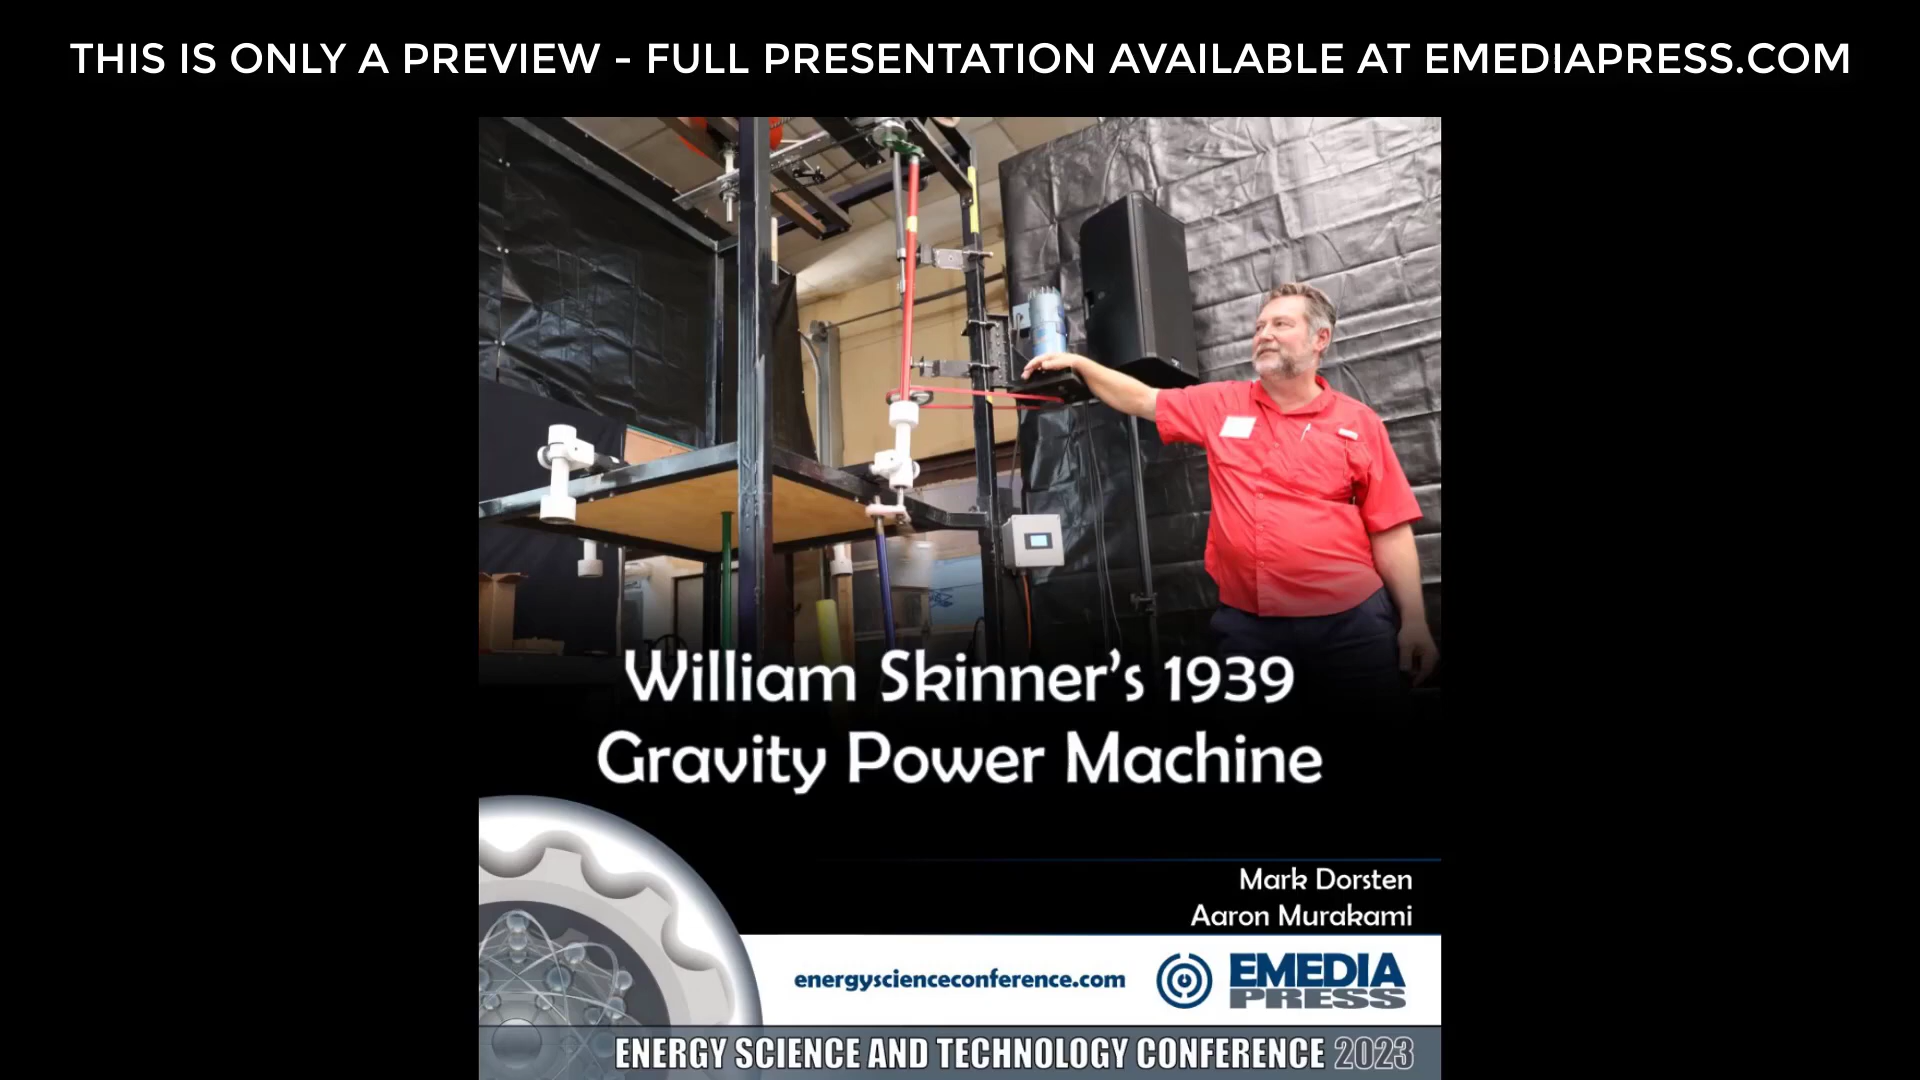 THIS IS ONLY A PREVIEW - FULL PRESENTATION AVAILABLE AT EMEDIAPRESS.COM
William Skinner's 1939
Gravity Power Machine
Mark Dorsten
Aaron Murakami
energyscienceconference.com
EMEDIA
PRESS
ENERGY SCIENCE AND TECHNOLOGY CONFERENCE 2023